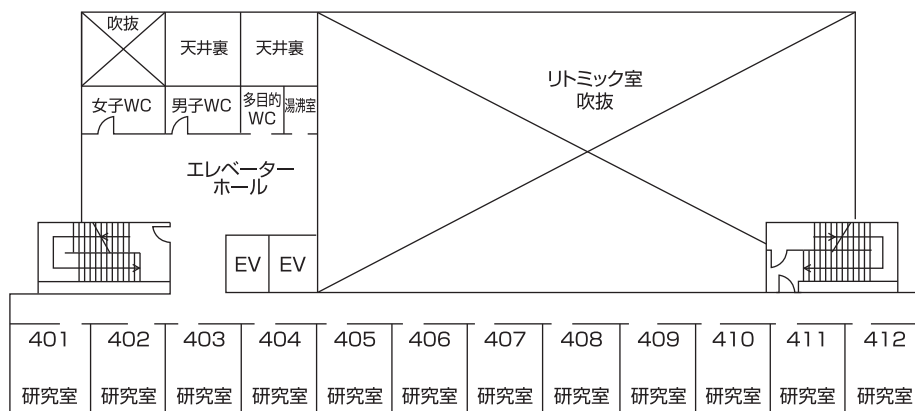 吹抜
天井裏
天井裏
リトミック室
吹抜
女子WC
男子WC
多目的
WC
湯沸室
エレベーター
ホール
EV
EV
401
402
403
404
405
406
407
408
409
410
411
412
研究室
研究室
研究室
研究室
研究室
研究室
研究室
研究室
研究室
研究室
研究室
研究室